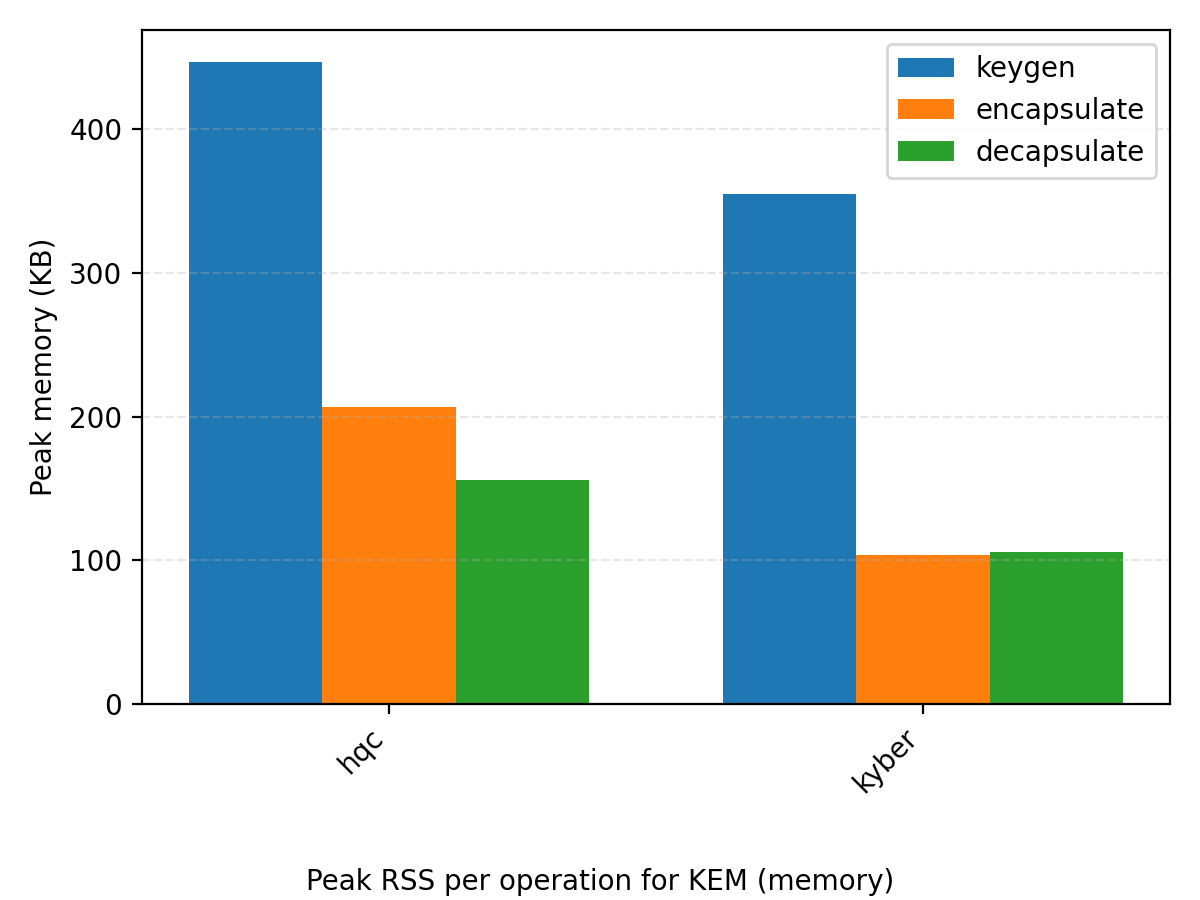 keygen
encapsulate
decapsulate
Peak memory (KB)
400
300
200
100
0
hqc
kyber
Peak RSS per operation for KEM (memory)